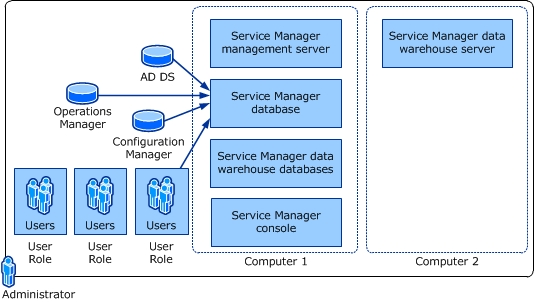 Service Manager
management server
Service Manager data
warehouse server
AD DS
Operations
Manager
Service Manager
database
Configuration
Manager
Service Manager data
warehouse databases
Users
Users
Users
Service Manager
console
User
Role
User
Role
User
Role
Computer 1
Computer 2
Administrator